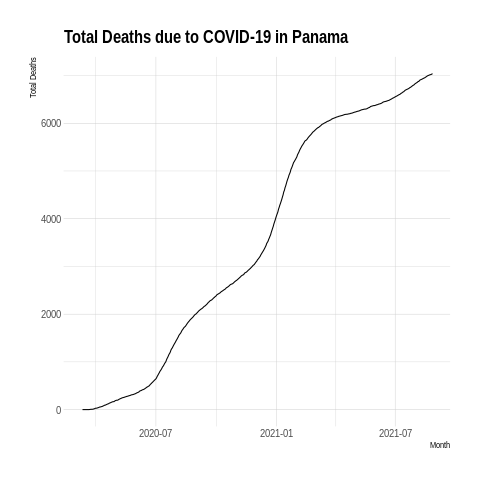 Total Deaths due to COVID-19 in Panama
Total Deaths
6000
4000
2000
0
2020-07
2021-01
2021-07
Month